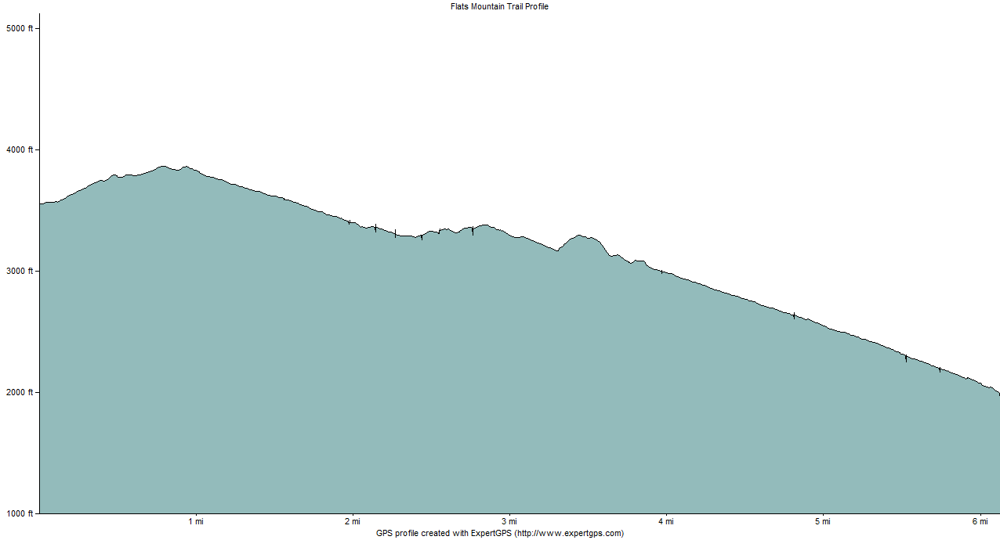 Flats Mountain Trail Profile
5000 ft
4000 ft
3000 ft
2000 ft
1000 ft
1 mi
2 mi
3 mi
4 mi
5 mi
6 mi
GPS profile created with ExpertGPS (http://www.expertgps.com)